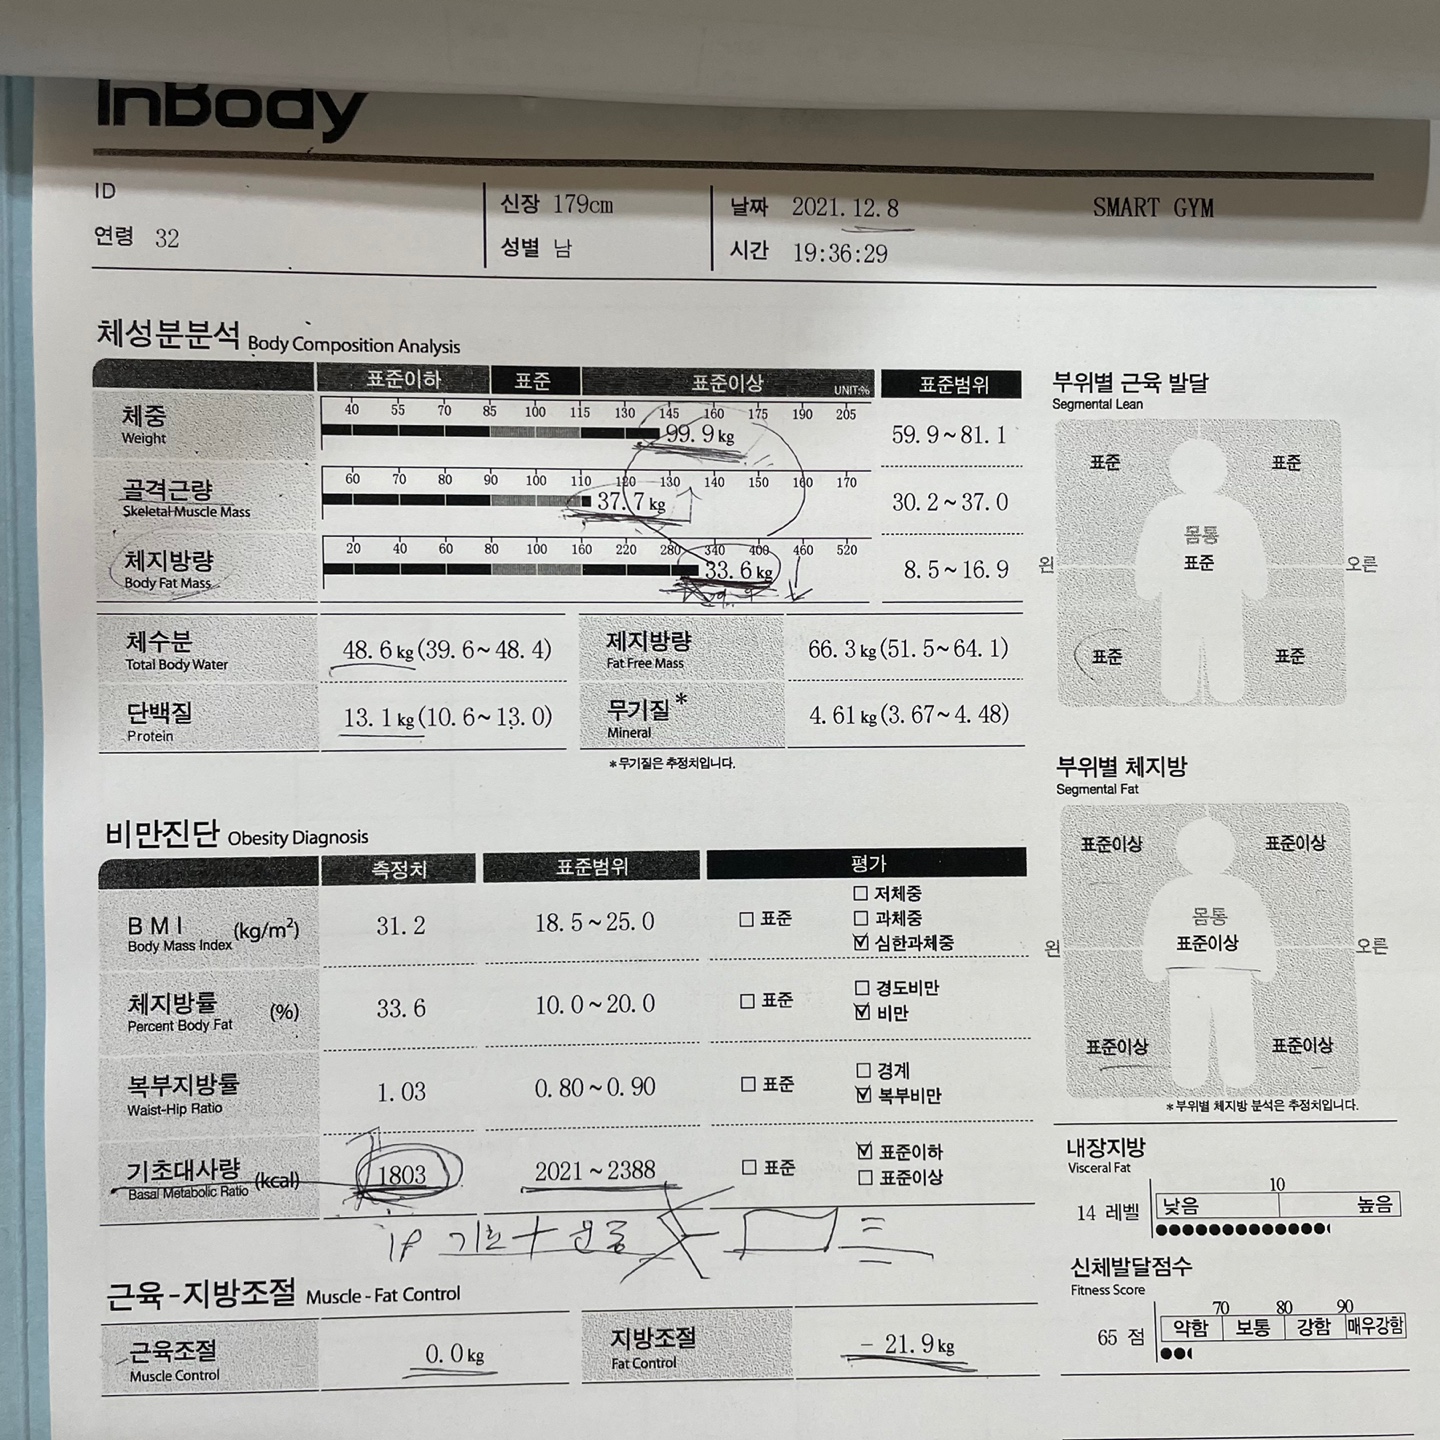 InBody
ID
연령 32
신장 179cm
성별 남
날짜 2021.12.8
시간 19:36:29
SMART GYM
체성분분석 Body Composition Analysis
표준이하 표준 표준이상 UNIT:% 표준범위
체중 Weight
40 55 70 85 100 115 130 145 160 175 190 205
99.9kg
59.9~81.1
골격근량 Skeletal Muscle Mass
60 70 80 90 100 110 120 130 140 150 160 170
37.7kg
30.2~37.0
체지방량 Body Fat Mass
20 40 60 80 100 160 220 280 340 400 460 520
33.6kg
8.5~16.9
체수분 Total Body Water
48.6kg(39.6~48.4)
제지방량 Fat Free Mass
66.3kg(51.5~64.1)
단백질 Protein
13.1kg(10.6~13.0)
무기질* Mineral
4.61kg(3.67~4.48)
*무기질은 추정치입니다.
부위별 근육 발달
Segmental Lean
표준 표준
몸통
표준
왼 오른
표준 표준
비만진단 Obesity Diagnosis
측정치 표준범위 평가
BMI (kg/m²) Body Mass Index
31.2 18.5~25.0 □ 표준
□ 저체중
□ 과체중
☑ 심한과체중
체지방률 (%) Percent Body Fat
33.6 10.0~20.0 □ 표준
□ 경도비만
☑ 비만
복부지방률 Waist-Hip Ratio
1.03 0.80~0.90 □ 표준
□ 경계
☑ 복부비만
기초대사량 (kcal) Basal Metabolic Ratio
1803 2021~2388 □ 표준
☑ 표준이하
□ 표준이상
if 기초+운동 - =
부위별 체지방
Segmental Fat
표준이상 표준이상
몸통
표준이상
왼 오른
표준이상 표준이상
*부위별 체지방 분석은 추정치입니다.
내장지방
Visceral Fat
10
14 레벨 낮음 높음
신체발달점수
Fitness Score
70 80 90
65 점 약함 보통 강함 매우강함
근육-지방조절 Muscle-Fat Control
근육조절 Muscle Control
0.0kg
지방조절 Fat Control
-21.9kg